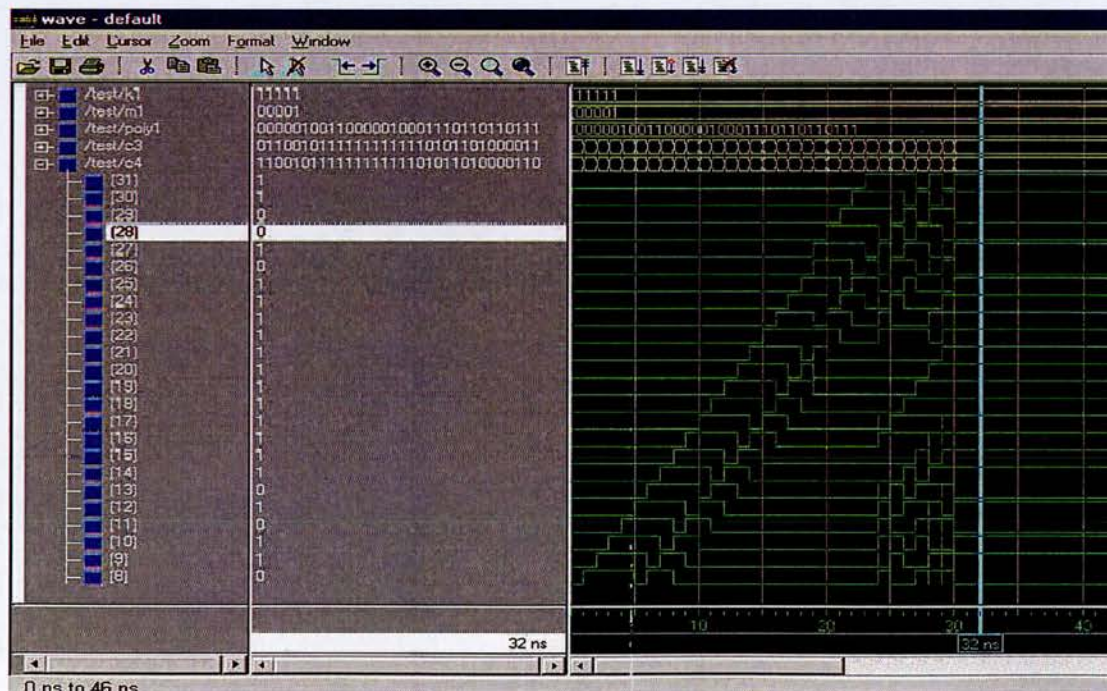 wave - default
File Edit Cursor Zoom Format Window
/test/k1 11111 11111
/test/m1 00001 00001
/test/poly1 00000100110000010001110110110111 00000100110000010001110110110111
/test/c3 01100101111111111110101101000011
/test/c4 11001011111111111101011010000110
[31] 1
[30] 1
[29] 0
[28] 0
[27] 1
[26] 0
[25] 1
[24] 1
[23] 1
[22] 1
[21] 1
[20] 1
[19] 1
[18] 1
[17] 1
[16] 1
[15] 1
[14] 1
[13] 0
[12] 1
[11] 0
[10] 1
[9] 1
[8] 0
10 20 30 40
32 ns 32 ns
0 ns to 46 ns